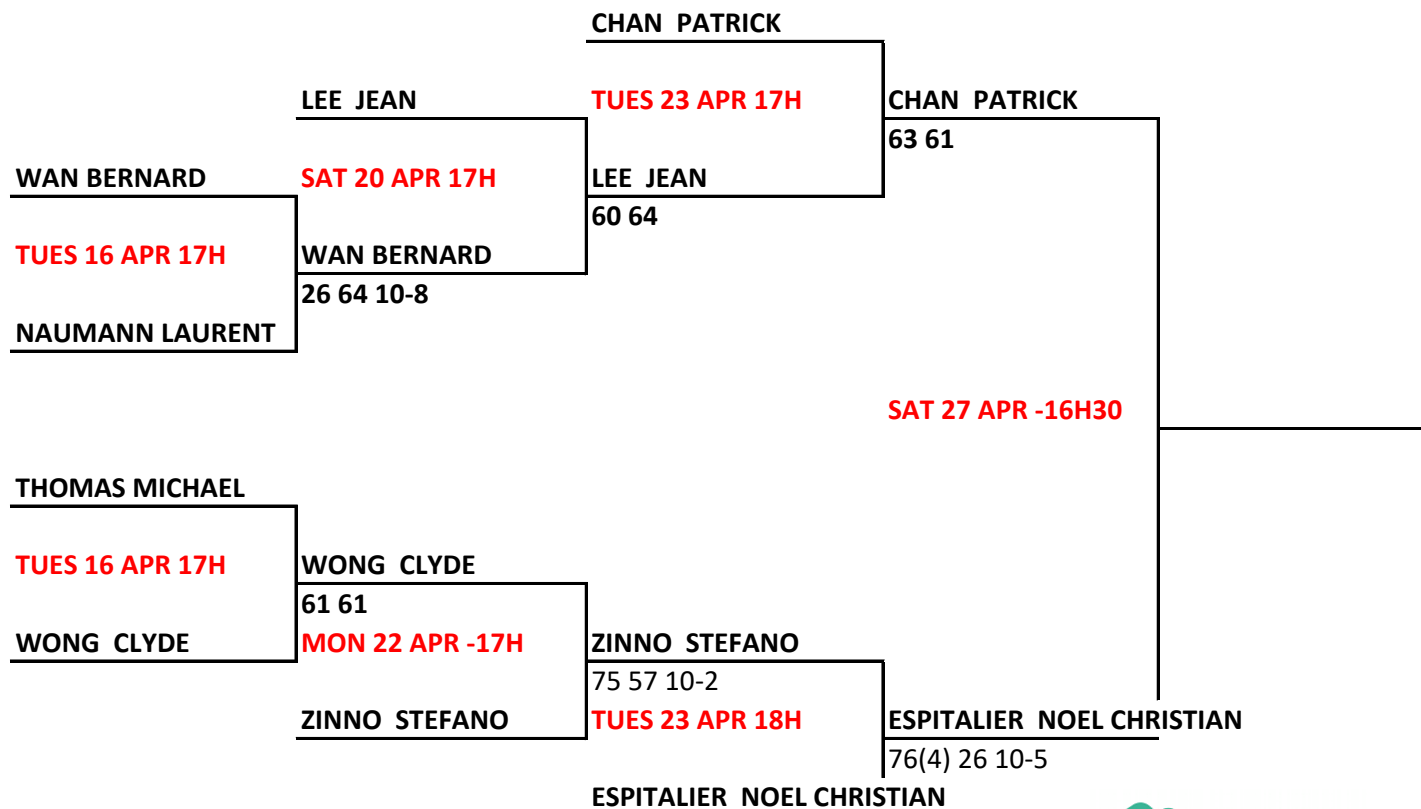 CHAN  PATRICK
LEE  JEAN
TUES 23 APR 17H
CHAN  PATRICK
63 61
WAN BERNARD
SAT 20 APR 17H
LEE  JEAN
60 64
TUES 16 APR 17H
WAN BERNARD
26 64 10-8
NAUMANN LAURENT
SAT 27 APR -16H30
THOMAS MICHAEL
TUES 16 APR 17H
WONG  CLYDE
61 61
WONG  CLYDE
MON 22 APR -17H
ZINNO  STEFANO
75 57 10-2
ZINNO  STEFANO
TUES 23 APR 18H
ESPITALIER  NOEL CHRISTIAN
76(4) 26 10-5
ESPITALIER  NOEL CHRISTIAN